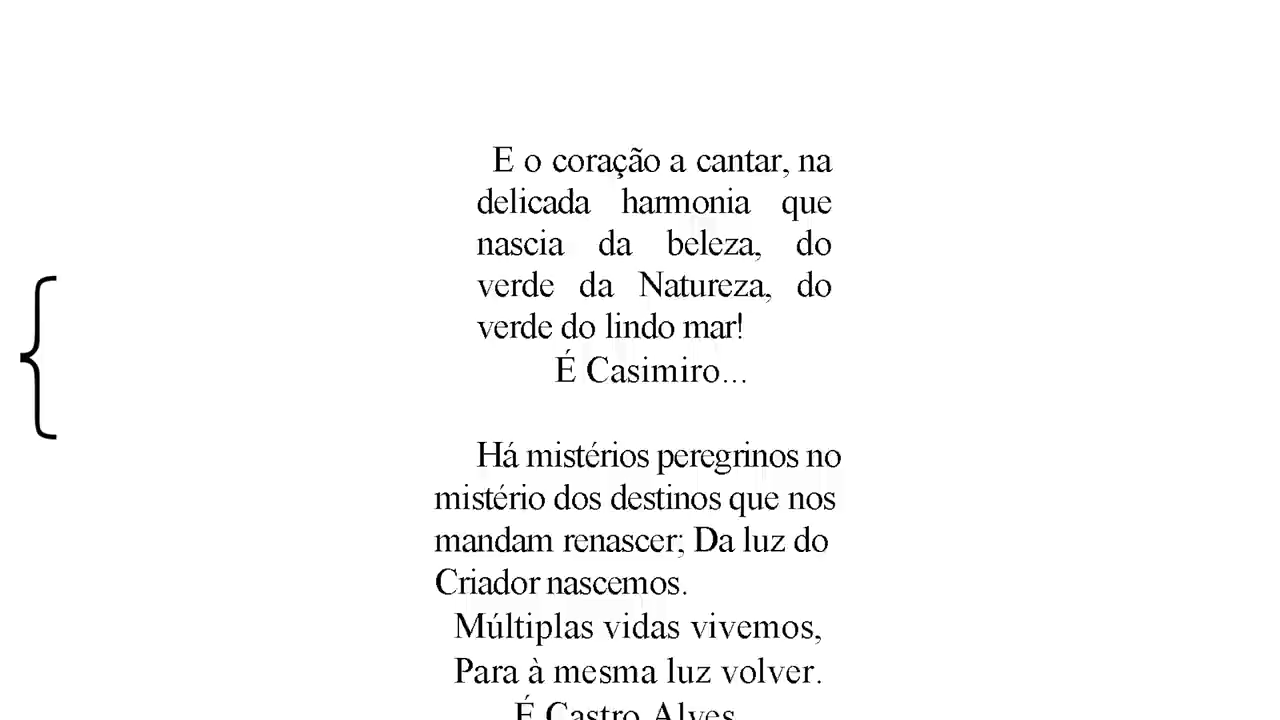 E o coração a cantar, na
delicada harmonia que
nascia da beleza, do
verde da Natureza, do
verde do lindo mar!
É Casimiro...
Há mistérios peregrinos no
mistério dos destinos que nos
mandam renascer; Da luz do
Criador nascemos.
Múltiplas vidas vivemos,
Para à mesma luz volver.
É Castro Alves